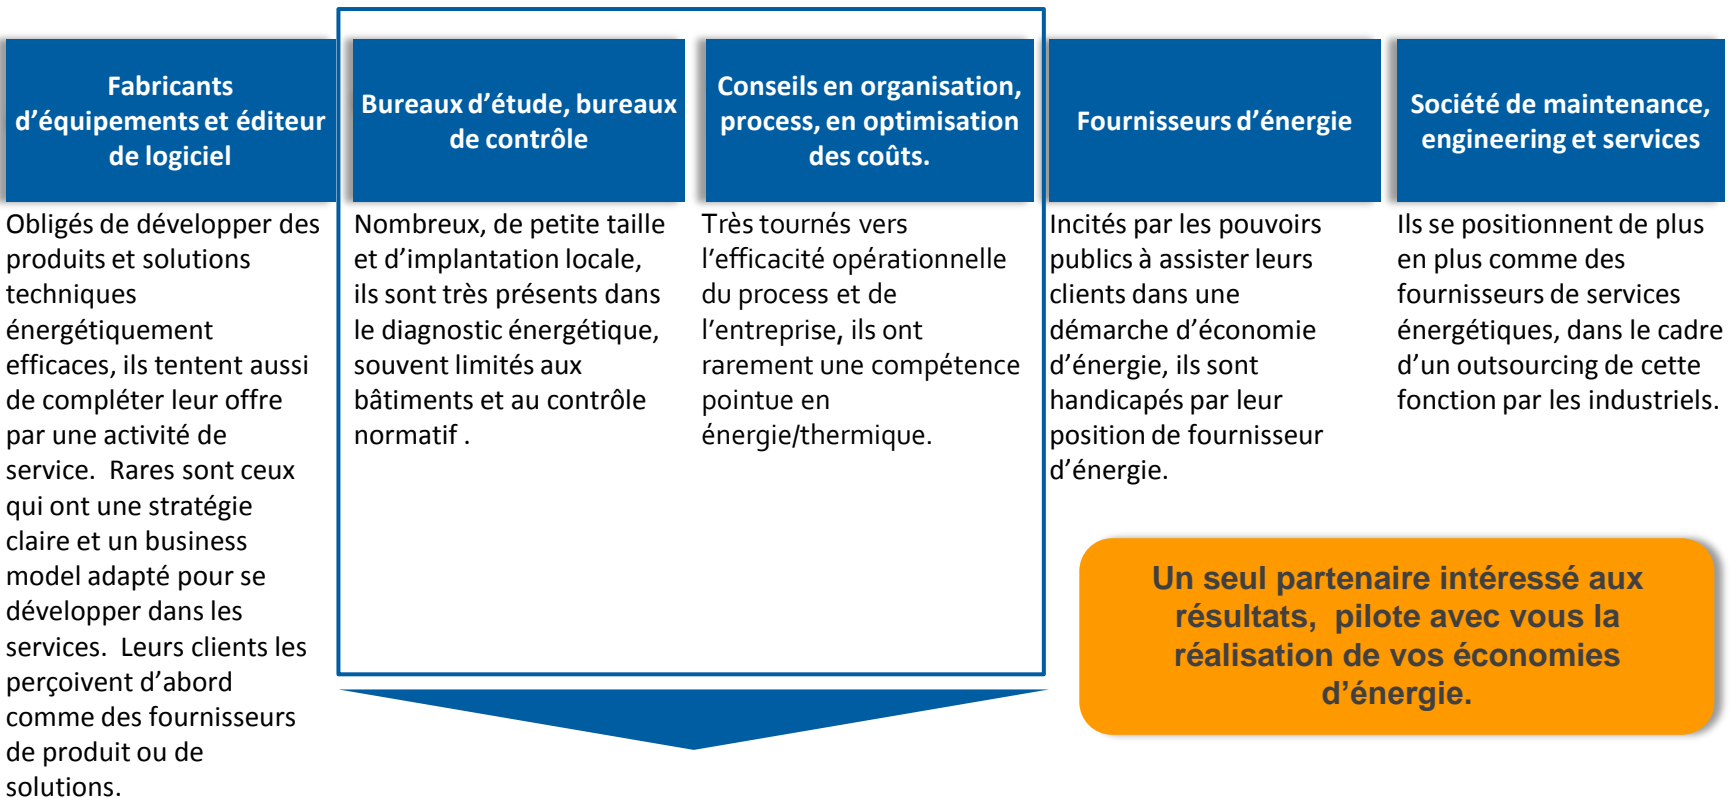 Fabricants
d’équipements et éditeur
de logiciel
Obligés de développer des
produits et solutions
techniques
énergétiquement
efficaces, ils tentent aussi
de compléter leur offre
par une activité de
service.  Rares sont ceux
qui ont une stratégie
claire et un business
model adapté pour se
développer dans les
services.  Leurs clients les
perçoivent d’abord
comme des fournisseurs
de produit ou de
solutions.
Bureaux d’étude, bureaux
de contrôle
Nombreux, de petite taille
et d’implantation locale,
ils sont très présents dans
le diagnostic énergétique,
souvent limités aux
bâtiments et au contrôle
normatif .
Conseils en organisation,
process, en optimisation
des coûts.
Très tournés vers
l’efficacité opérationnelle
du process et de
l’entreprise, ils ont
rarement une compétence
pointue en
énergie/thermique.
Fournisseurs d’énergie
Incités par les pouvoirs
publics à assister leurs
clients dans une
démarche d’économie
d’énergie, ils sont
handicapés par leur
position de fournisseur
d’énergie.
Société de maintenance,
engineering et services
Ils se positionnent de plus
en plus comme des
fournisseurs de services
énergétiques, dans le cadre
d’un outsourcing de cette
fonction par les industriels.
Un seul partenaire intéressé aux
résultats,  pilote avec vous la
réalisation de vos économies
d’énergie.